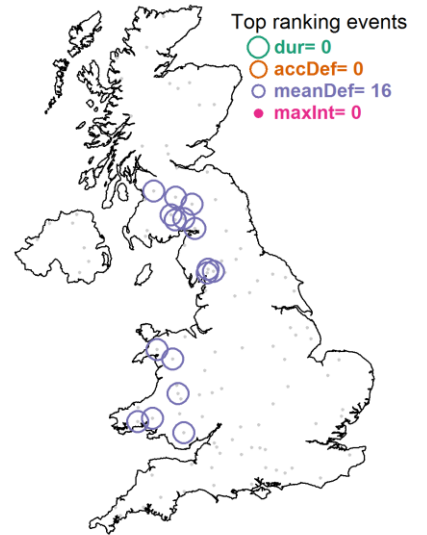 Top ranking events
dur= 0
accDef= 0
meanDef= 16
maxInt= 0